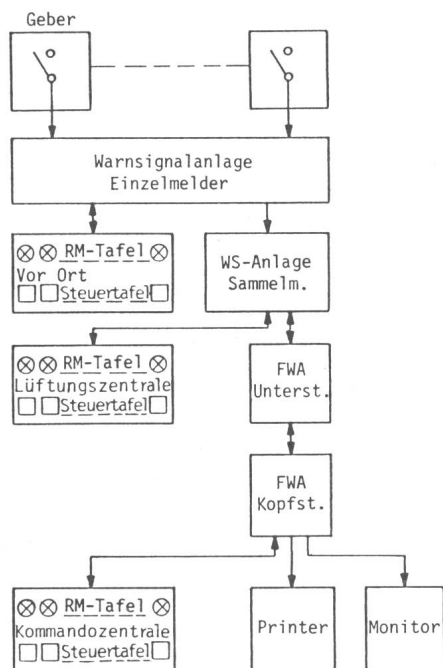 Geber
Warnsignalanlage
Einzelmelder
RM-Tafel
Vor Ort
Steuertafel
WS-Anlage
Sammelm.
RM-Tafel
Lüftungszentrale
Steuertafel
FWA
Unterst.
FWA
Kopfst.
RM-Tafel
Kommandozentrale
Steuertafel
Printer
Monitor